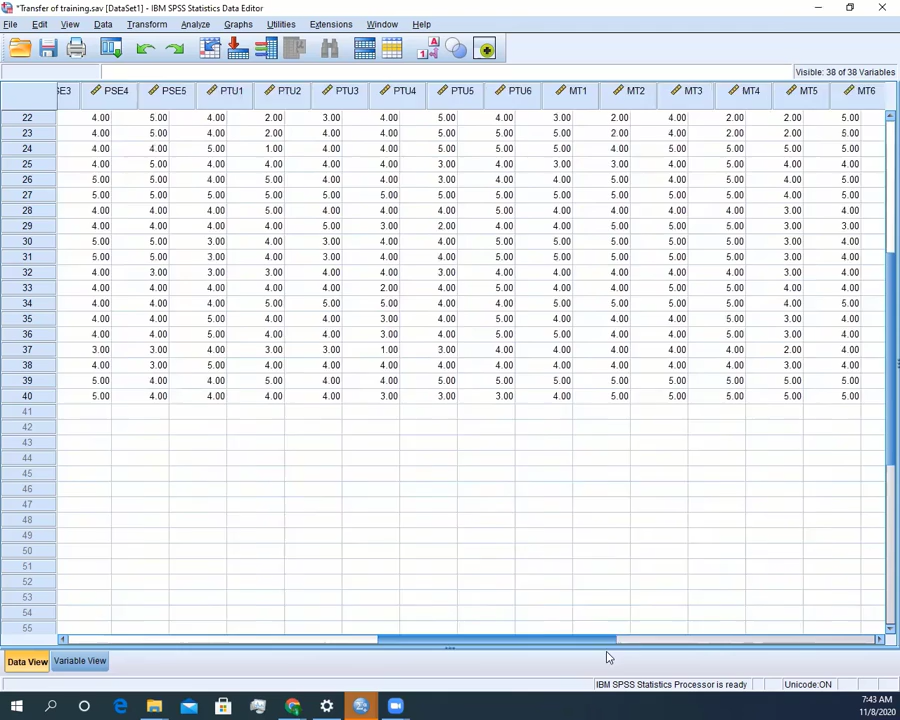 *Transfer of training.sav [DataSet1] - IBM SPSS Statistics Data Editor
File Edit View Data Transform Analyze Graphs Utilities Extensions Window Help
Visible: 38 of 38 Variables
SE3 PSE4 PSE5 PTU1 PTU2 PTU3 PTU4 PTU5 PTU6 MT1 MT2 MT3 MT4 MT5 MT6
22 4.00 5.00 4.00 2.00 3.00 4.00 5.00 4.00 3.00 2.00 4.00 2.00 2.00 5.00
23 4.00 5.00 4.00 2.00 4.00 4.00 5.00 5.00 5.00 2.00 4.00 2.00 2.00 5.00
24 4.00 4.00 5.00 1.00 4.00 4.00 5.00 5.00 5.00 4.00 5.00 4.00 4.00 5.00
25 4.00 5.00 4.00 4.00 4.00 4.00 3.00 4.00 3.00 3.00 4.00 5.00 4.00 4.00
26 5.00 5.00 4.00 5.00 4.00 4.00 3.00 4.00 4.00 5.00 5.00 5.00 5.00 5.00
27 5.00 5.00 5.00 5.00 5.00 5.00 5.00 5.00 5.00 5.00 5.00 5.00 4.00 5.00
28 4.00 4.00 4.00 5.00 4.00 4.00 4.00 5.00 4.00 4.00 5.00 4.00 3.00 4.00
29 4.00 4.00 4.00 4.00 5.00 3.00 2.00 4.00 4.00 4.00 4.00 5.00 3.00 3.00
30 5.00 5.00 3.00 4.00 3.00 4.00 4.00 5.00 5.00 5.00 4.00 4.00 3.00 4.00
31 5.00 5.00 3.00 4.00 3.00 4.00 4.00 5.00 5.00 5.00 4.00 4.00 3.00 4.00
32 4.00 3.00 3.00 3.00 4.00 4.00 3.00 5.00 5.00 4.00 4.00 4.00 3.00 4.00
33 4.00 4.00 4.00 4.00 4.00 2.00 4.00 5.00 4.00 4.00 5.00 5.00 4.00 4.00
34 4.00 4.00 4.00 5.00 5.00 5.00 4.00 4.00 5.00 5.00 5.00 4.00 5.00 5.00
35 4.00 4.00 5.00 4.00 4.00 3.00 4.00 5.00 5.00 4.00 4.00 5.00 3.00 4.00
36 4.00 4.00 5.00 4.00 4.00 3.00 4.00 5.00 5.00 4.00 4.00 5.00 3.00 4.00
37 3.00 3.00 4.00 3.00 3.00 1.00 3.00 4.00 4.00 4.00 4.00 4.00 2.00 4.00
38 4.00 3.00 5.00 4.00 4.00 4.00 4.00 4.00 4.00 4.00 4.00 4.00 3.00 4.00
39 5.00 4.00 4.00 5.00 4.00 4.00 5.00 5.00 5.00 5.00 5.00 5.00 5.00 5.00
40 5.00 4.00 4.00 4.00 4.00 3.00 3.00 3.00 4.00 5.00 5.00 5.00 5.00 5.00
41
42
43
44
45
46
47
48
49
50
51
52
53
54
55
Data View Variable View
IBM SPSS Statistics Processor is ready Unicode:ON
7:43 AM
11/8/2020